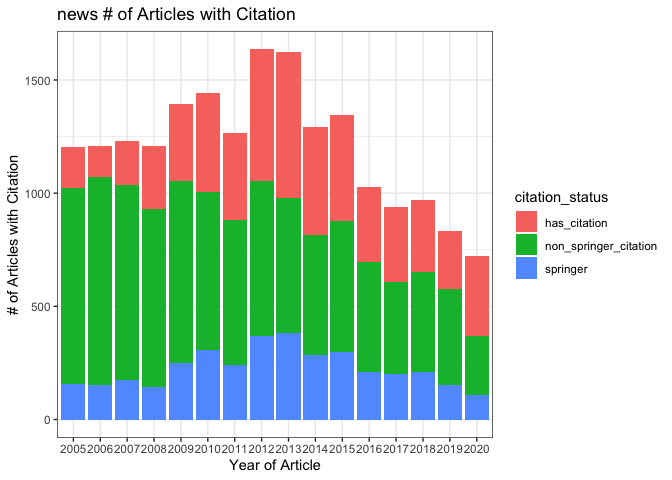 news # of Articles with Citation
# of Articles with Citation
1500
1000
500
0
2005 2006 2007 2008 2009 2010 2011 2012 2013 2014 2015 2016 2017 2018 2019 2020
Year of Article
citation_status
has_citation
non_springer_citation
springer